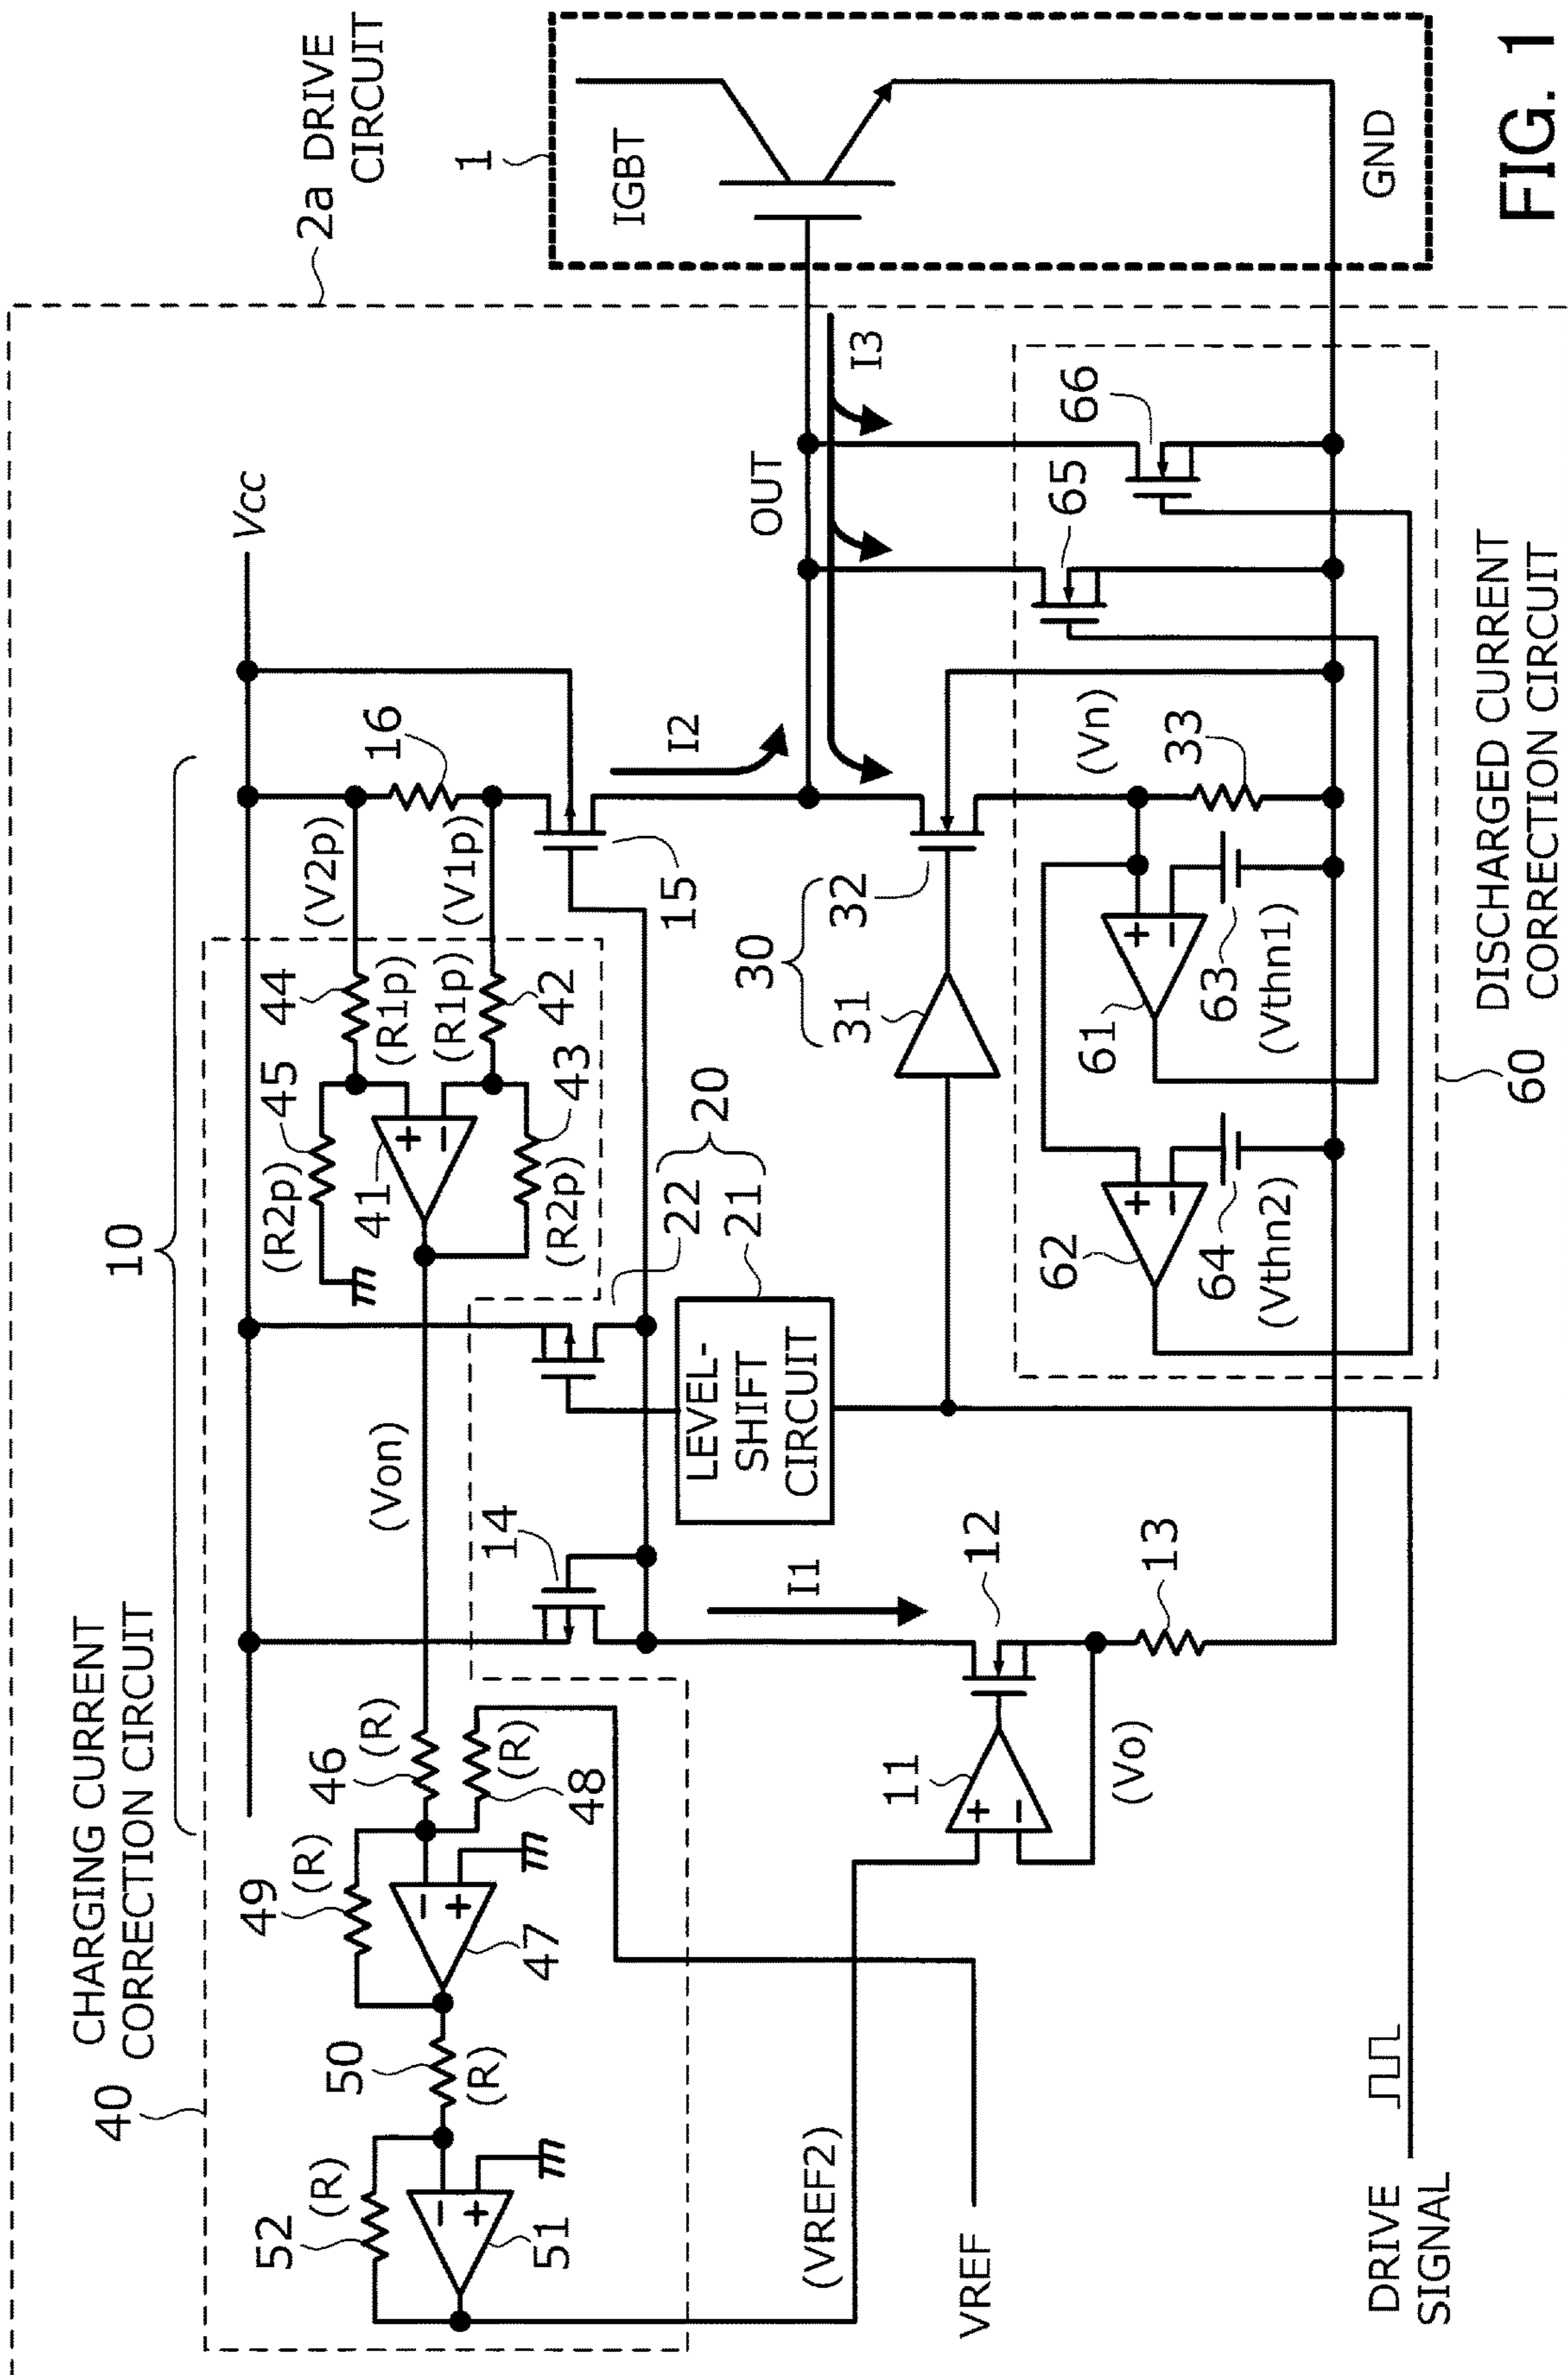 FIG. 1
2a DRIVE
CIRCUIT
1
IGBT
GND
CHARGING CURRENT
CORRECTION CIRCUIT
40
10
Vcc
52
(R)
51
50
(R)
49
(R)
47
46
(R)
48
(R)
(Von)
45
(R2p)
44
(R1p)
41
(R1p)
42
43
(R2p)
(V2p)
(V1p)
16
15
I2
14
22
20
21
LEVEL-
SHIFT
CIRCUIT
I1
12
11
13
(Vo)
(VREF2)
VREF
DRIVE
SIGNAL
30
31
32
OUT
I3
(Vn)
33
61
62
63
(Vthn1)
64
(Vthn2)
65
66
60
DISCHARGED CURRENT
CORRECTION CIRCUIT
+
−
+
−
+
−
+
−
+
−
+
−